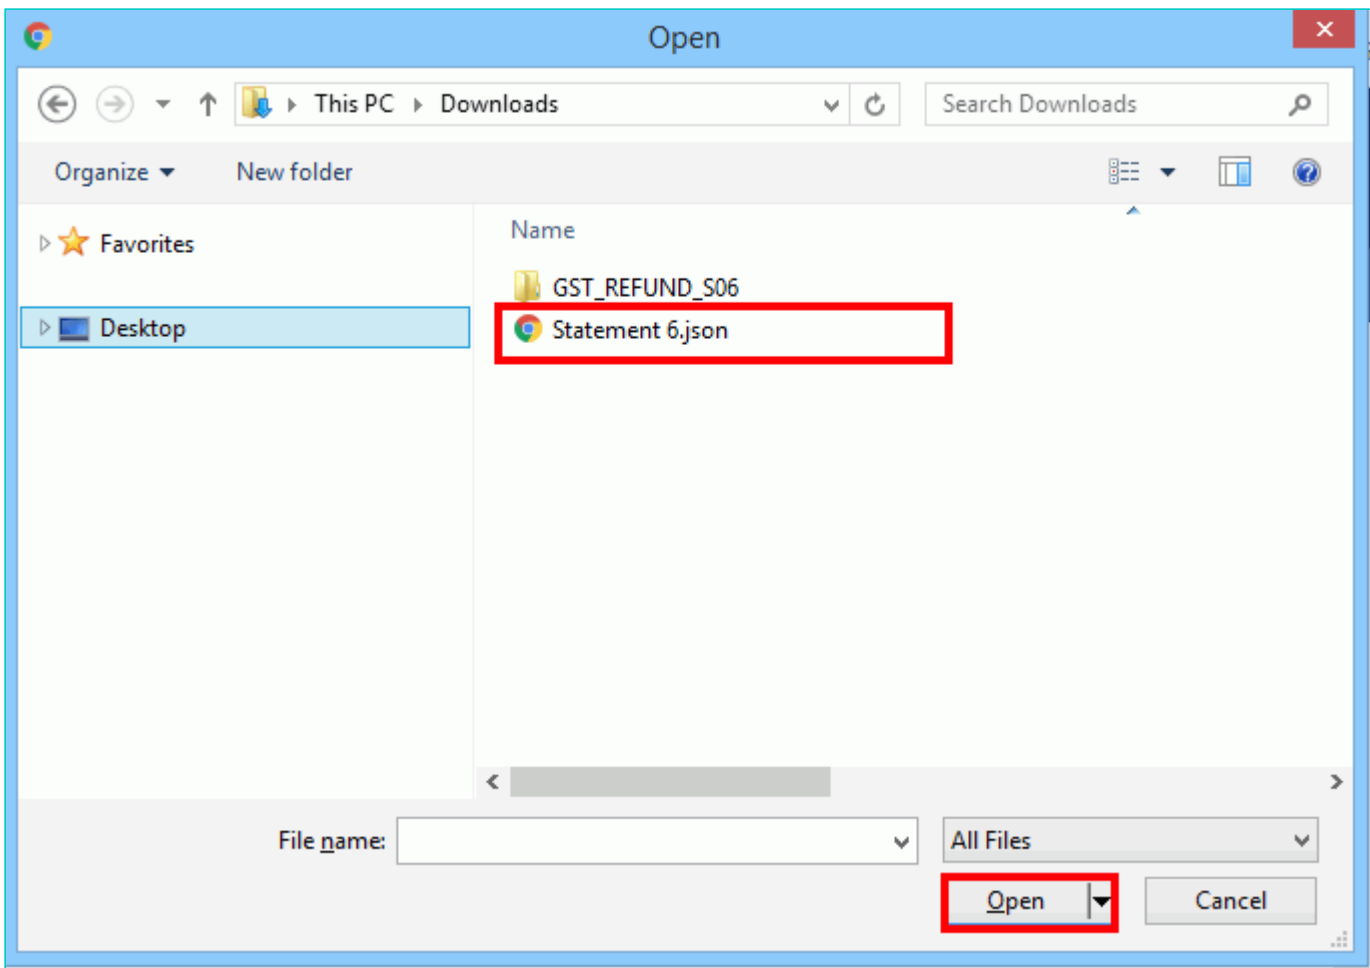 Open
This PC Downloads Search Downloads
Organize New folder
Name
Favorites
GST_REFUND_S06
Desktop
Statement 6.json
File name: All Files
Open Cancel